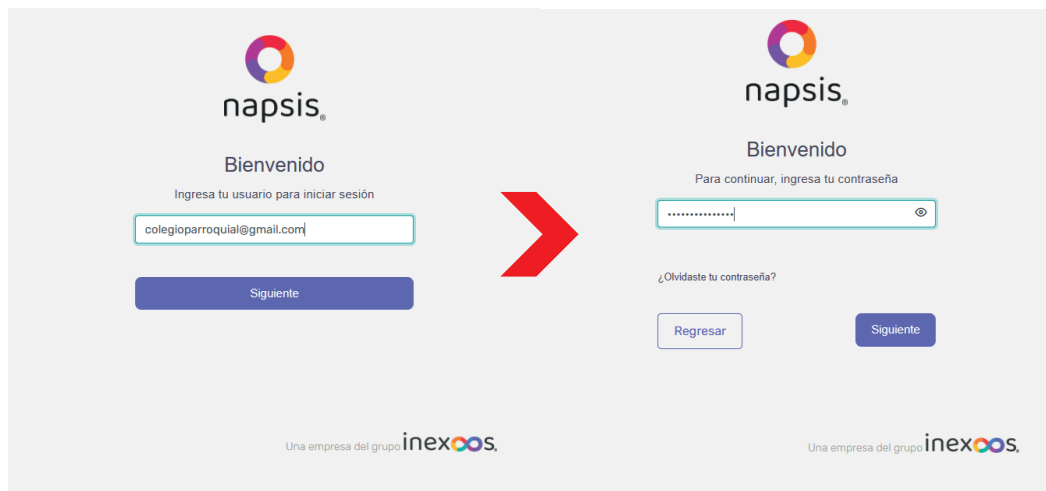 napsis®
Bienvenido
Ingresa tu usuario para iniciar sesión
colegioparroquial@gmail.com
Siguiente
Una empresa del grupo inexoos.
napsis®
Bienvenido
Para continuar, ingresa tu contraseña
•••••••••••••••
¿Olvidaste tu contraseña?
Regresar
Siguiente
Una empresa del grupo inexoos.